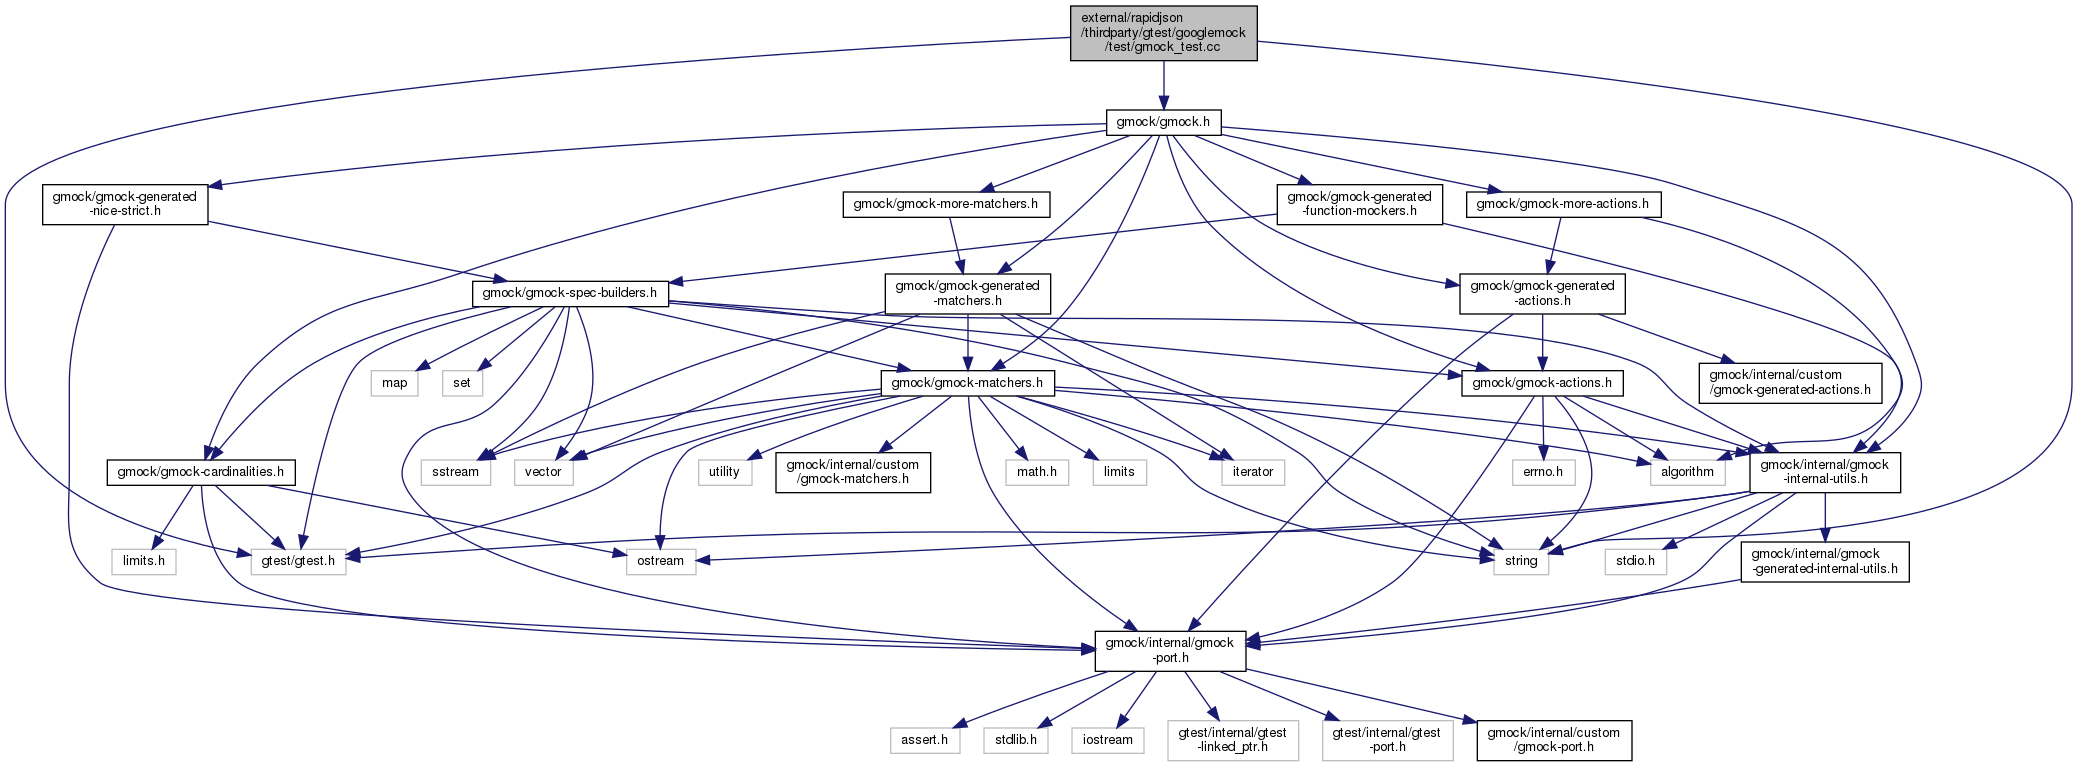 external/rapidjson
/thirdparty/gtest/googlemock
/test/gmock_test.cc
gmock/gmock.h
gmock/gmock-generated
-nice-strict.h
gmock/gmock-more-matchers.h
gmock/gmock-generated
-function-mockers.h
gmock/gmock-more-actions.h
gmock/gmock-spec-builders.h
gmock/gmock-generated
-matchers.h
gmock/gmock-generated
-actions.h
map
set
gmock/gmock-matchers.h
gmock/gmock-actions.h
gmock/internal/custom
/gmock-generated-actions.h
gmock/gmock-cardinalities.h
sstream
vector
utility
gmock/internal/custom
/gmock-matchers.h
math.h
limits
iterator
errno.h
algorithm
gmock/internal/gmock
-internal-utils.h
limits.h
gtest/gtest.h
ostream
string
stdio.h
gmock/internal/gmock
-generated-internal-utils.h
gmock/internal/gmock
-port.h
assert.h
stdlib.h
iostream
gtest/internal/gtest
-linked_ptr.h
gtest/internal/gtest
-port.h
gmock/internal/custom
/gmock-port.h